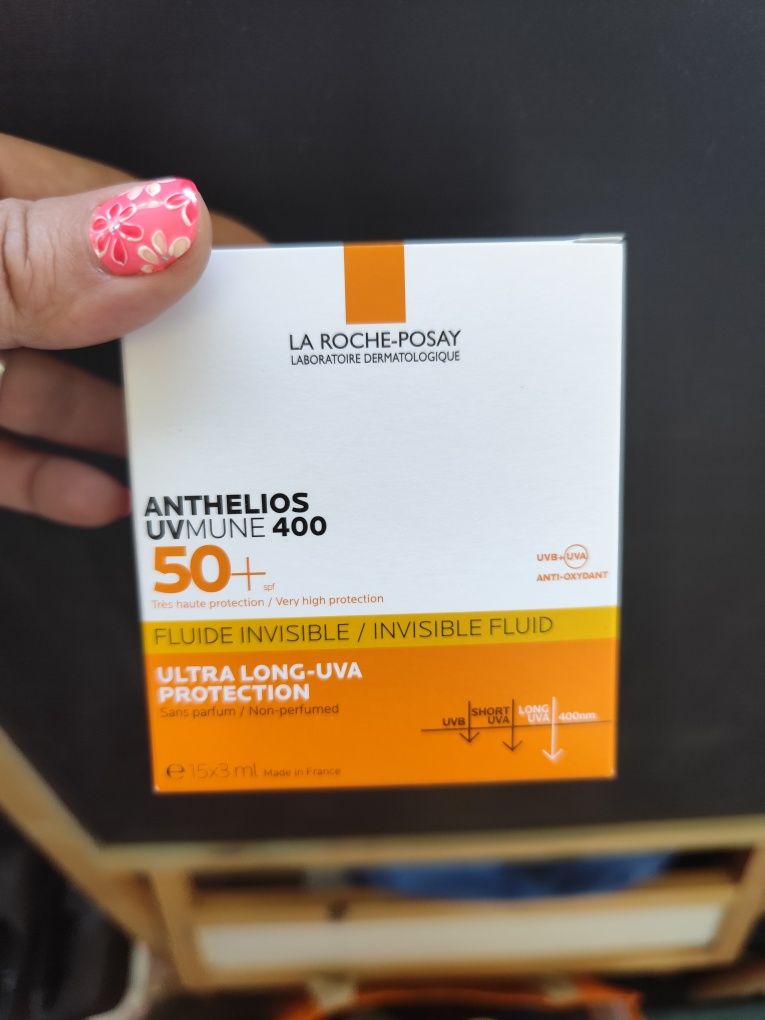 LA ROCHE-POSAY
LABORATOIRE DERMATOLOGIQUE
ANTHELIOS
UVMUNE 400
50+
spf
Très haute protection / Very high protection
UVB+UVA
ANTI-OXYDANT
FLUIDE INVISIBLE / INVISIBLE FLUID
ULTRA LONG-UVA
PROTECTION
Sans parfum / Non-perfumed
UVB
SHORT
UVA
LONG
UVA
400nm
℮ 15x3 ml Made in France